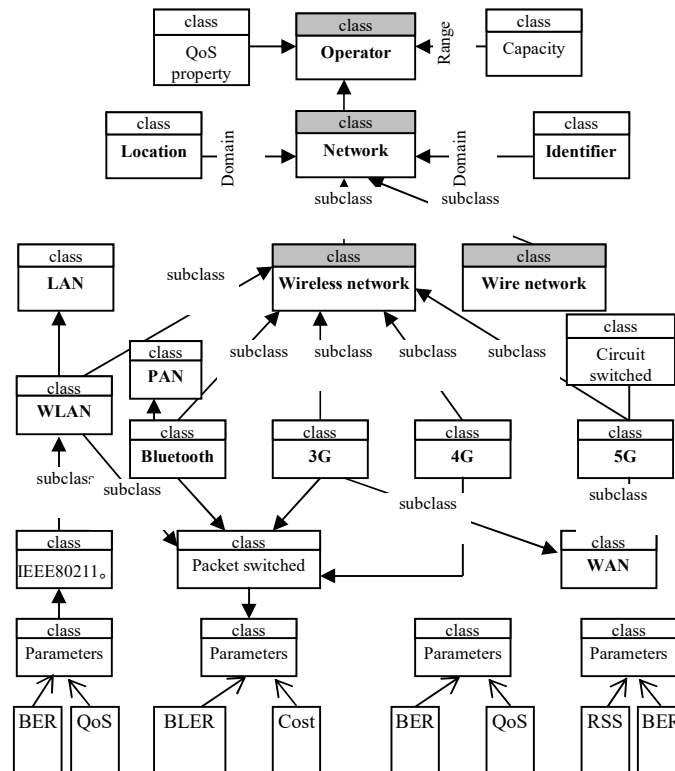 class
QoS
property
class
Operator
Range
class
Capacity
class
Location
Domain
class
Network
Domain
class
Identifier
subclass
subclass
class
LAN
subclass
class
Wireless network
class
Wire network
class
Circuit
switched
class
PAN
subclass
subclass
subclass
subclass
class
WLAN
class
Bluetooth
class
3G
class
4G
class
5G
subclass
subclass
subclass
subclass
class
IEEE80211。
class
Packet switched
class
WAN
class
Parameters
class
Parameters
class
Parameters
class
Parameters
BER
QoS
BLER
Cost
BER
QoS
RSS
BER